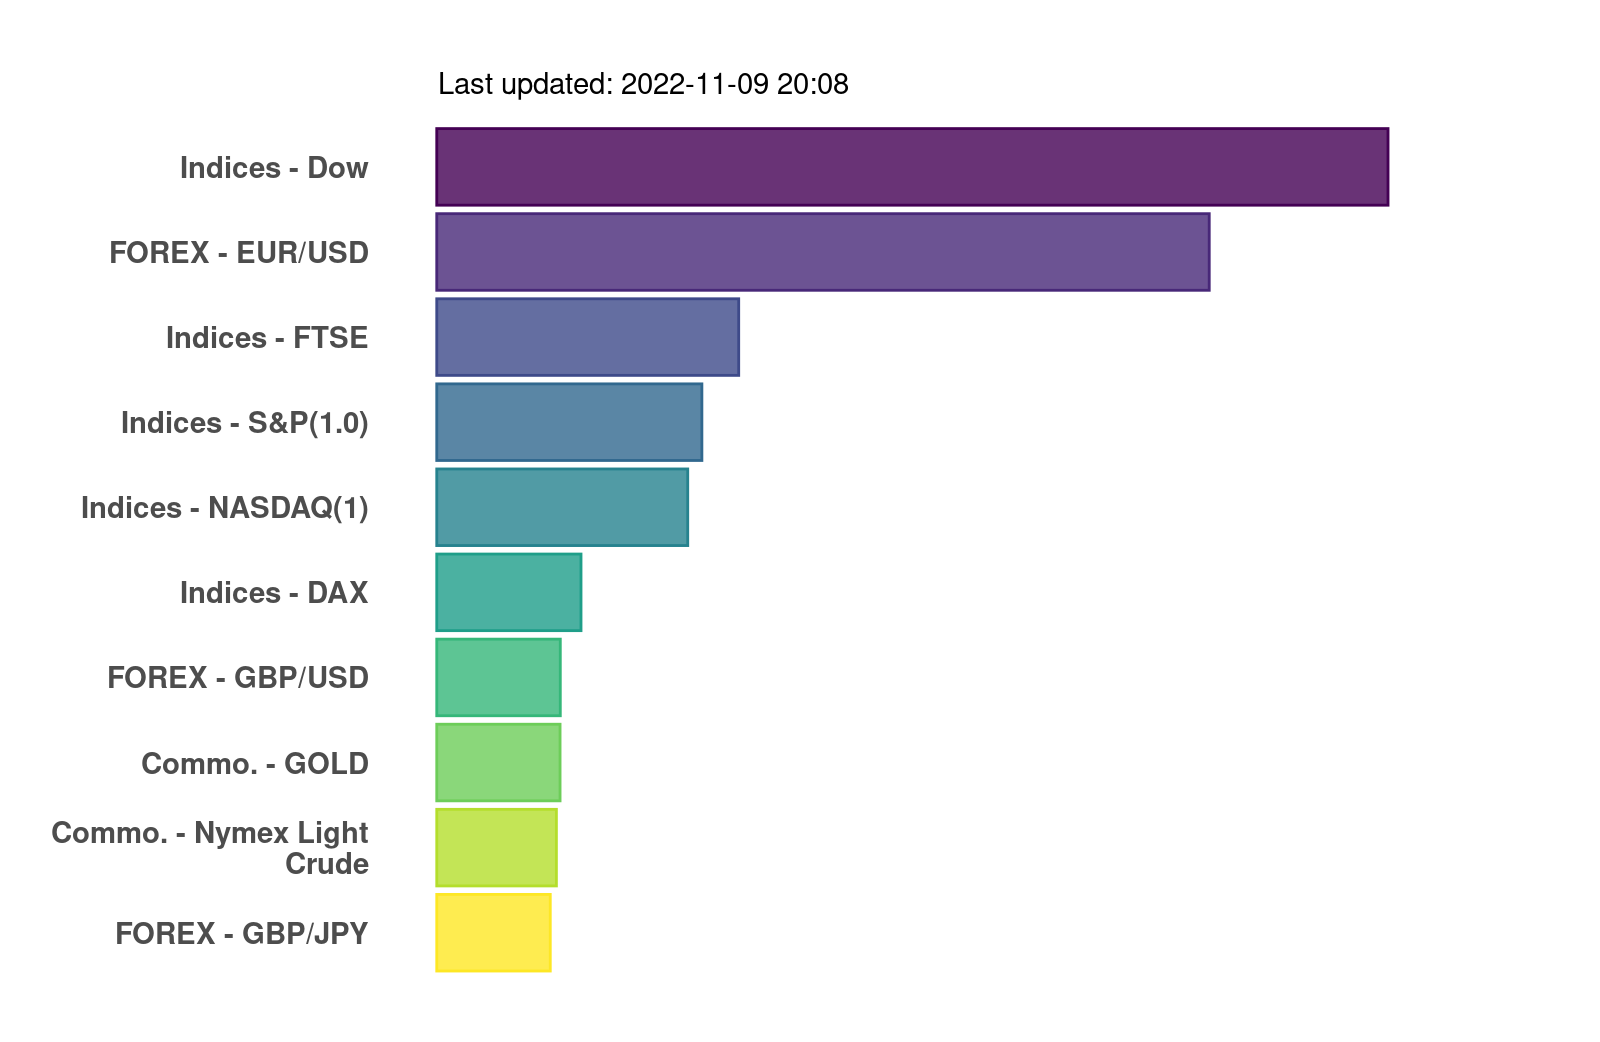 Last updated: 2022-11-09 20:08
Indices - Dow
FOREX - EUR/USD
Indices - FTSE
Indices - S&P(1.0)
Indices - NASDAQ(1)
Indices - DAX
FOREX - GBP/USD
Commo. - GOLD
Commo. - Nymex Light
Crude
FOREX - GBP/JPY